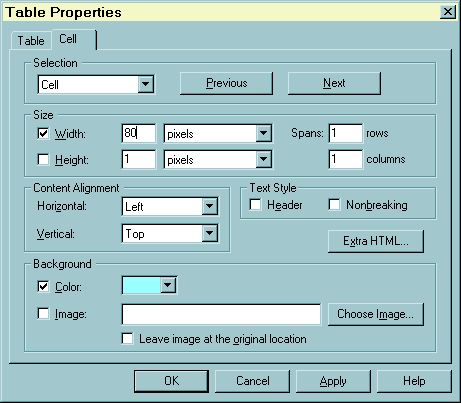 Table Properties
Table Cell
Selection
Cell Previous Next
Size
Width: 80 pixels Spans: 1 rows
Height: 1 pixels 1 columns
Content Alignment Text Style
Horizontal: Left Header Nonbreaking
Vertical: Top
Extra HTML...
Background
Color:
Image: Choose Image...
Leave image at the original location
OK Cancel Apply Help